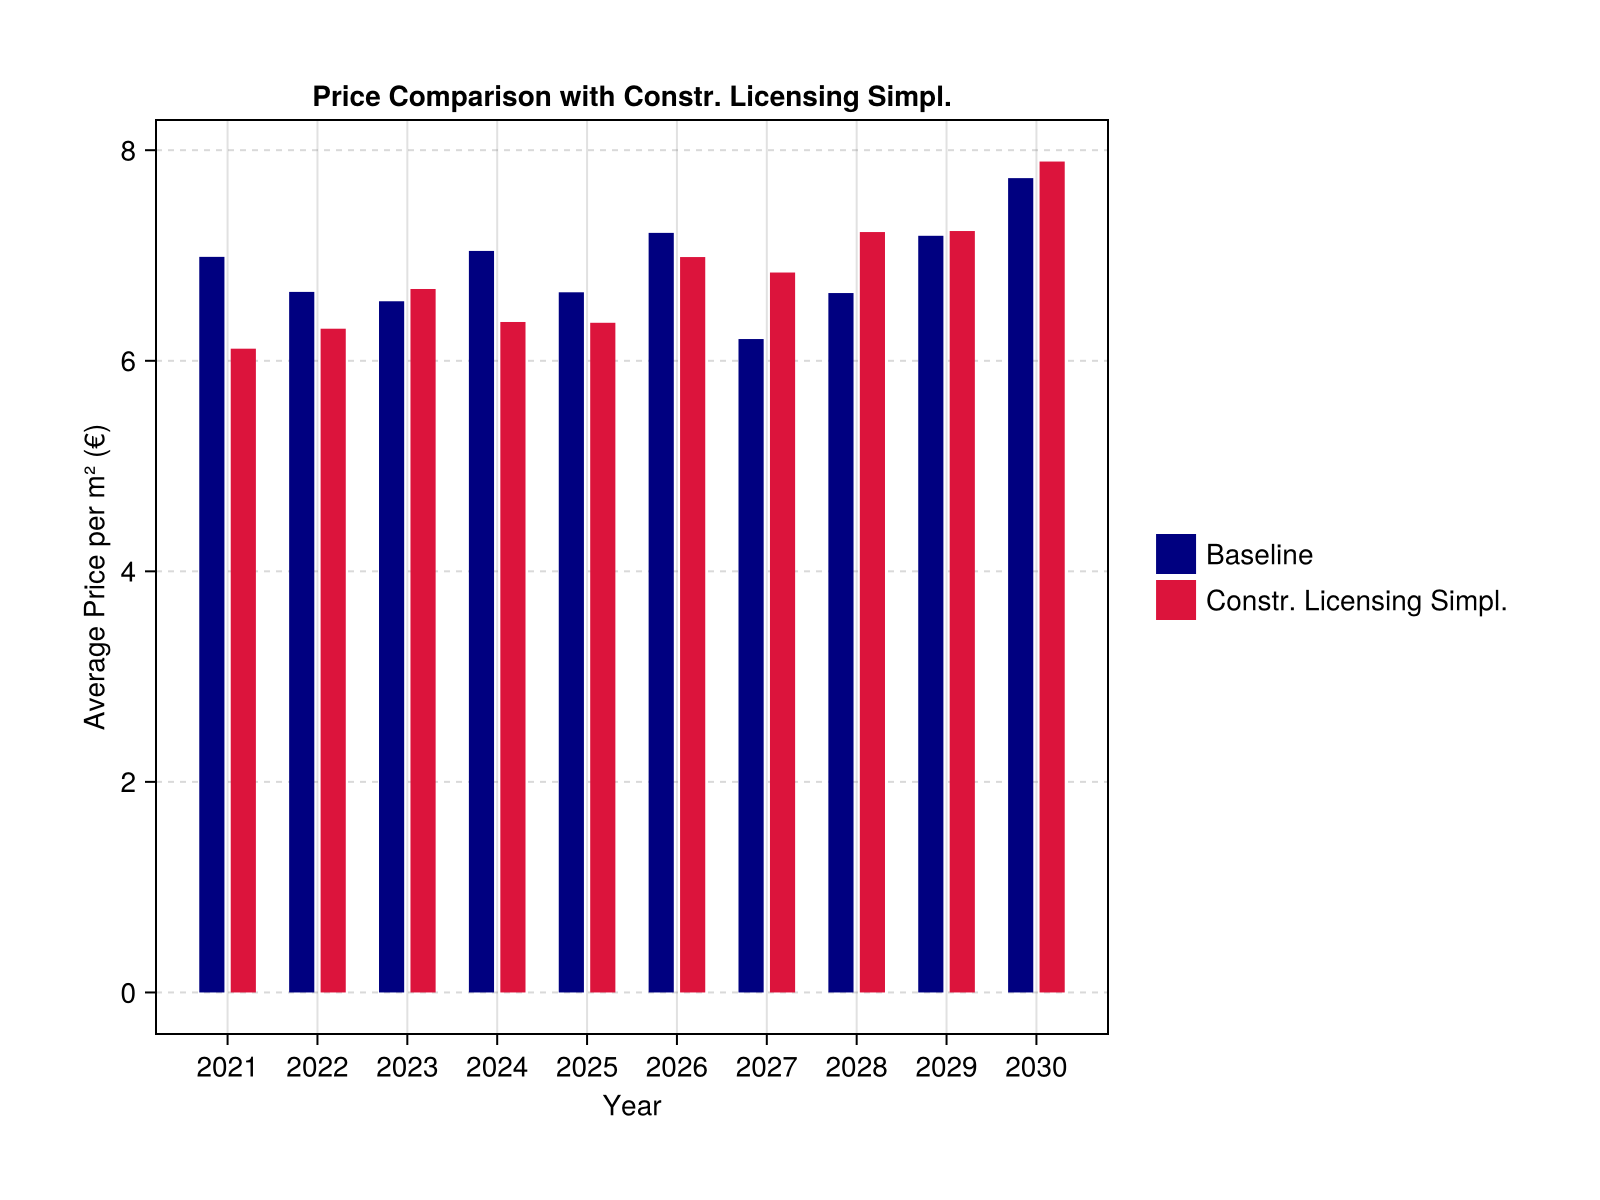 Price Comparison with Constr. Licensing Simpl.
8
6
4
2
0
Average Price per m² (€)
2021 2022 2023 2024 2025 2026 2027 2028 2029 2030
Year
Baseline
Constr. Licensing Simpl.